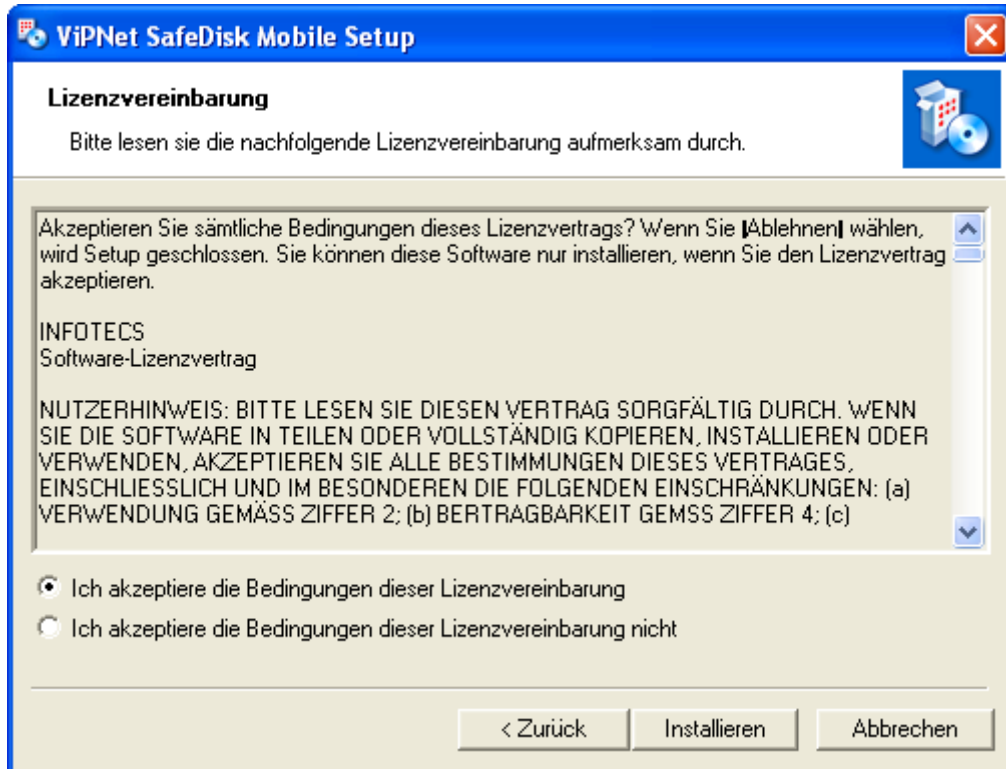 ViPNet SafeDisk Mobile Setup
Lizenzvereinbarung
Bitte lesen sie die nachfolgende Lizenzvereinbarung aufmerksam durch.
Akzeptieren Sie sämtliche Bedingungen dieses Lizenzvertrags? Wenn Sie |Ablehnen| wählen,
wird Setup geschlossen. Sie können diese Software nur installieren, wenn Sie den Lizenzvertrag
akzeptieren.
INFOTECS
Software-Lizenzvertrag
NUTZERHINWEIS: BITTE LESEN SIE DIESEN VERTRAG SORGFÄLTIG DURCH. WENN
SIE DIE SOFTWARE IN TEILEN ODER VOLLSTÄNDIG KOPIEREN, INSTALLIEREN ODER
VERWENDEN, AKZEPTIEREN SIE ALLE BESTIMMUNGEN DIESES VERTRAGES,
EINSCHLIESSLICH UND IM BESONDEREN DIE FOLGENDEN EINSCHRÄNKUNGEN: (a)
VERWENDUNG GEMÄSS ZIFFER 2; (b) BERTRAGBARKEIT GEMSS ZIFFER 4; (c)
Ich akzeptiere die Bedingungen dieser Lizenzvereinbarung
Ich akzeptiere die Bedingungen dieser Lizenzvereinbarung nicht
< Zurück
Installieren
Abbrechen